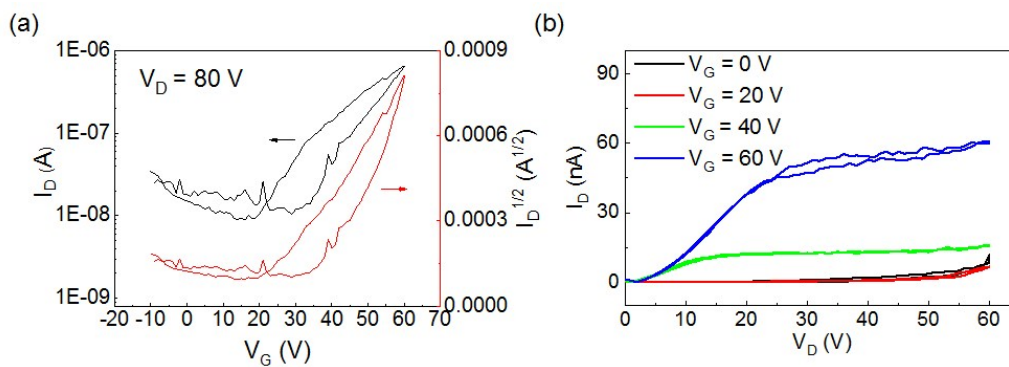 (a)
V_D = 80 V
I_D (A)
1E-06
1E-07
1E-08
1E-09
-20 -10 0 10 20 30 40 50 60 70
V_G (V)
0.0009
0.0006
0.0003
0.0000
I_D^1/2 (A^1/2)
(b)
V_G = 0 V
V_G = 20 V
V_G = 40 V
V_G = 60 V
I_D (nA)
90
60
30
0
0 10 20 30 40 50 60
V_D (V)